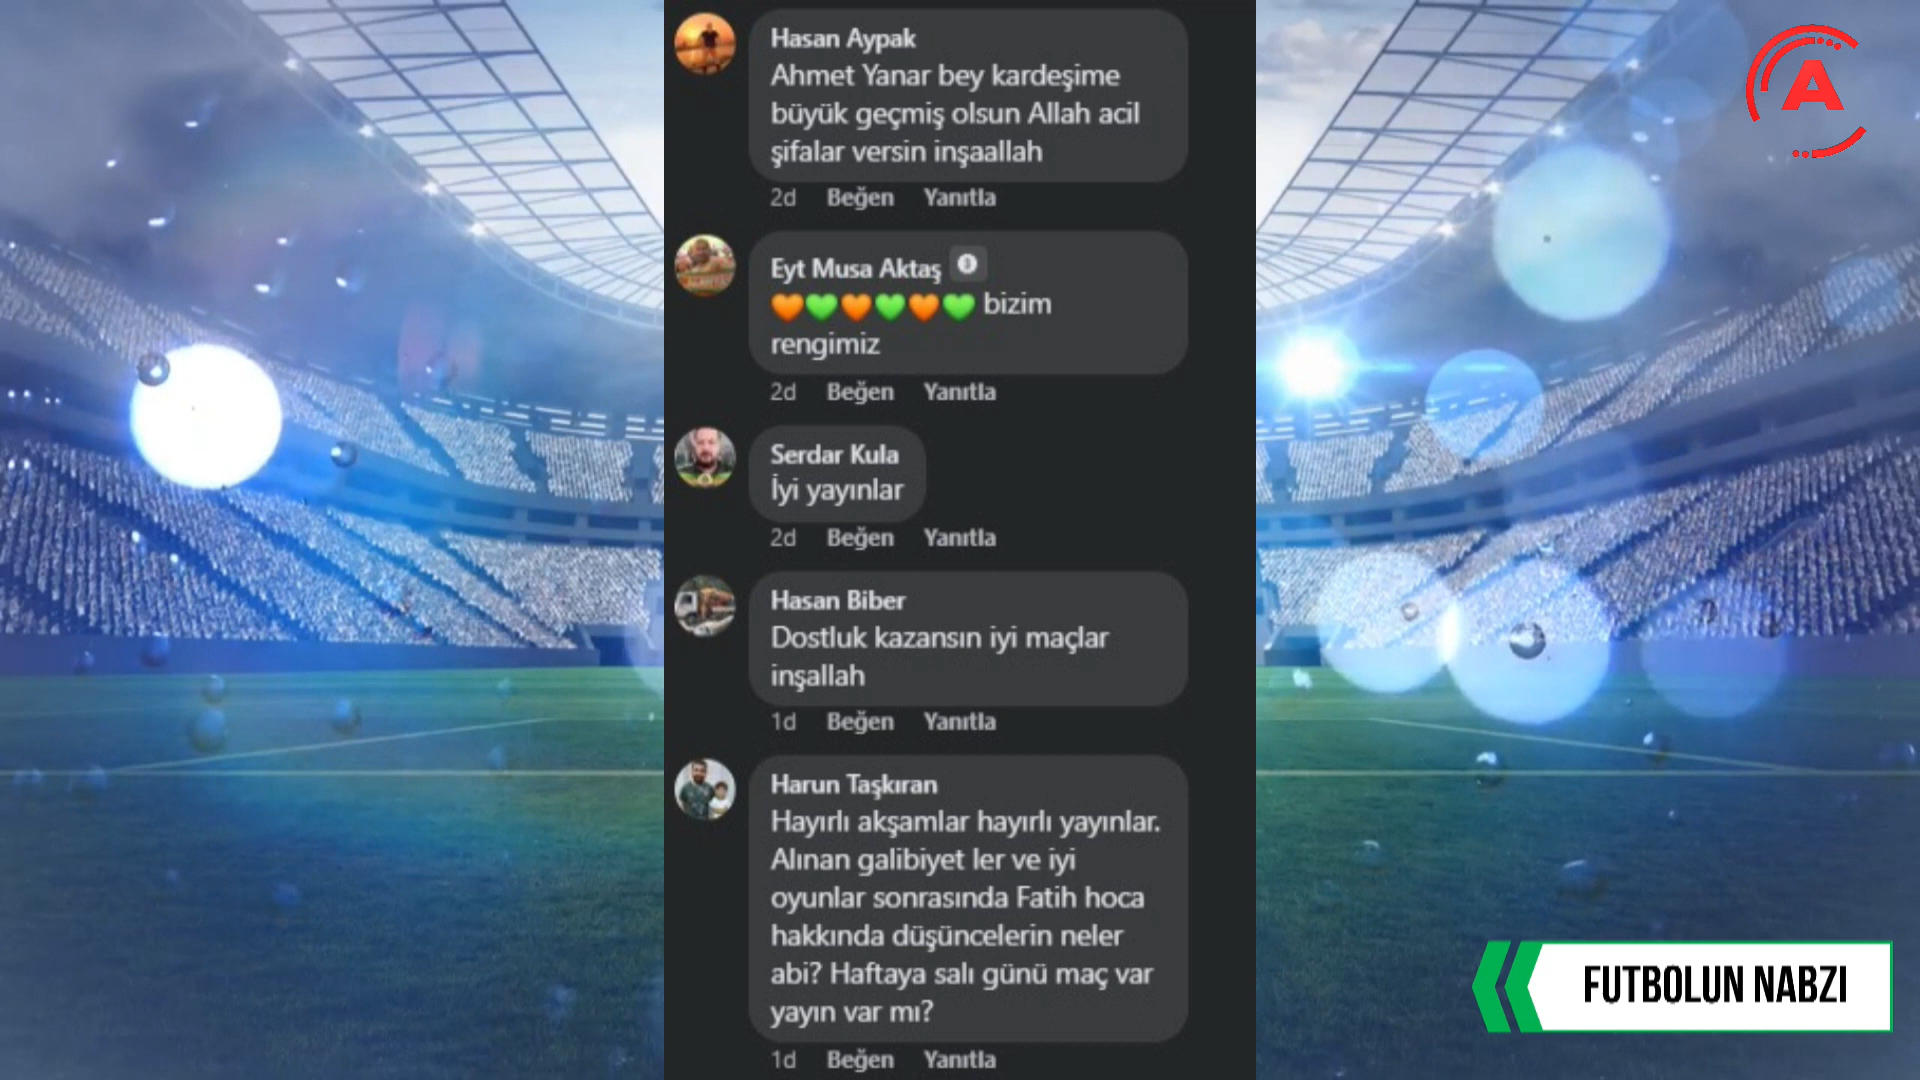 Hasan Aypak
Ahmet Yanar bey kardeşime
büyük geçmiş olsun Allah acil
şifalar versin inşaallah
2d Beğen Yanıtla
Eyt Musa Aktaş
🧡💚🧡💚🧡💚 bizim
rengimiz
2d Beğen Yanıtla
Serdar Kula
İyi yayınlar
2d Beğen Yanıtla
Hasan Biber
Dostluk kazansın iyi maçlar
inşallah
1d Beğen Yanıtla
Harun Taşkıran
Hayırlı akşamlar hayırlı yayınlar.
Alınan galibiyet ler ve iyi
oyunlar sonrasında Fatih hoca
hakkında düşüncelerin neler
abi? Haftaya salı günü maç var
yayın var mı?
1d Beğen Yanıtla
A
FUTBOLUN NABZI